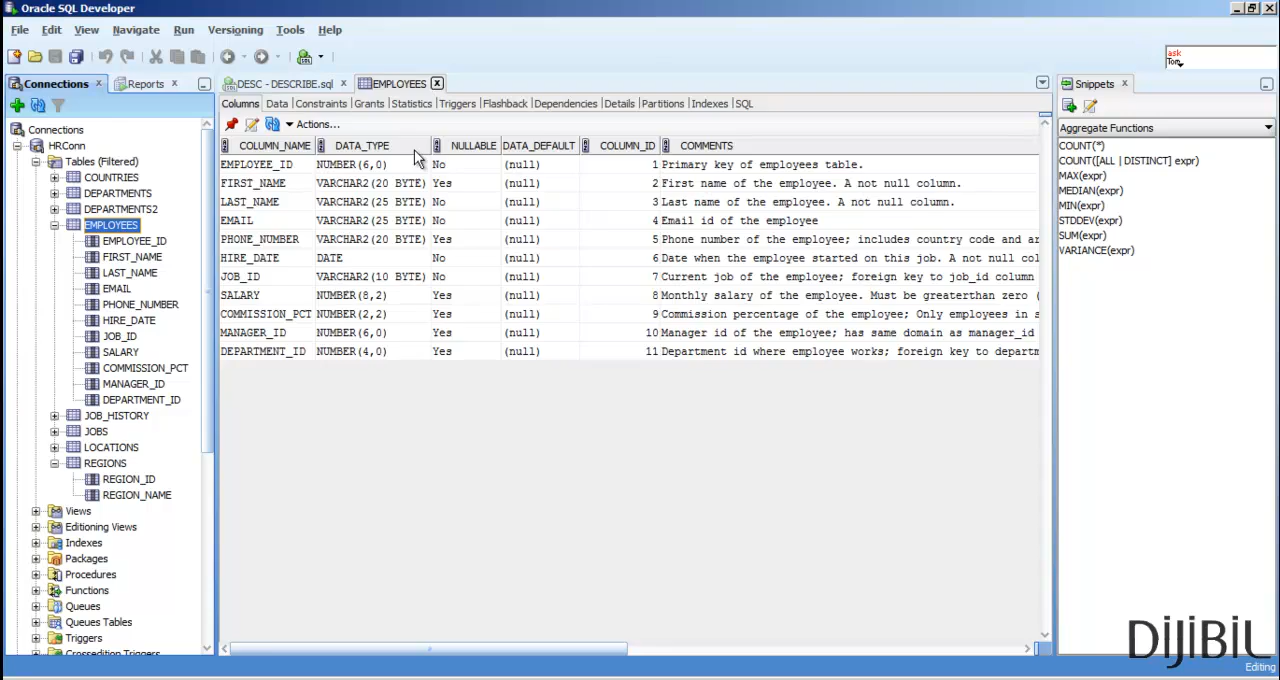 Oracle SQL Developer
File Edit View Navigate Run Versioning Tools Help
ask
Tom
Connections Reports
DESC - DESCRIBE.sql EMPLOYEES
Snippets
Columns Data Constraints Grants Statistics Triggers Flashback Dependencies Details Partitions Indexes SQL
Actions...
Connections
HRConn
Tables (Filtered)
COUNTRIES
DEPARTMENTS
DEPARTMENTS2
EMPLOYEES
EMPLOYEE_ID
FIRST_NAME
LAST_NAME
EMAIL
PHONE_NUMBER
HIRE_DATE
JOB_ID
SALARY
COMMISSION_PCT
MANAGER_ID
DEPARTMENT_ID
JOB_HISTORY
JOBS
LOCATIONS
REGIONS
REGION_ID
REGION_NAME
Views
Editioning Views
Indexes
Packages
Procedures
Functions
Queues
Queues Tables
Triggers
Crossedition Triggers
COLUMN_NAME DATA_TYPE NULLABLE DATA_DEFAULT COLUMN_ID COMMENTS
EMPLOYEE_ID NUMBER(6,0) No (null) 1 Primary key of employees table.
FIRST_NAME VARCHAR2(20 BYTE) Yes (null) 2 First name of the employee. A not null column.
LAST_NAME VARCHAR2(25 BYTE) No (null) 3 Last name of the employee. A not null column.
EMAIL VARCHAR2(25 BYTE) No (null) 4 Email id of the employee
PHONE_NUMBER VARCHAR2(20 BYTE) Yes (null) 5 Phone number of the employee; includes country code and ar
HIRE_DATE DATE No (null) 6 Date when the employee started on this job. A not null col
JOB_ID VARCHAR2(10 BYTE) No (null) 7 Current job of the employee; foreign key to job_id column
SALARY NUMBER(8,2) Yes (null) 8 Monthly salary of the employee. Must be greaterthan zero (
COMMISSION_PCT NUMBER(2,2) Yes (null) 9 Commission percentage of the employee; Only employees in s
MANAGER_ID NUMBER(6,0) Yes (null) 10 Manager id of the employee; has same domain as manager_id
DEPARTMENT_ID NUMBER(4,0) Yes (null) 11 Department id where employee works; foreign key to departm
Aggregate Functions
COUNT(*)
COUNT([ALL | DISTINCT] expr)
MAX(expr)
MEDIAN(expr)
MIN(expr)
STDDEV(expr)
SUM(expr)
VARIANCE(expr)
DIJIBIL
Editing